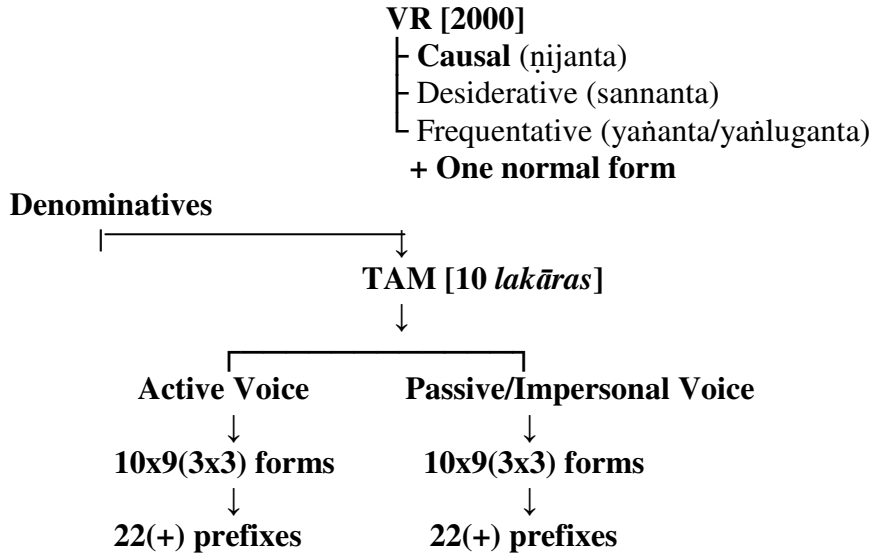 VR [2000]
Causal (ṇijanta)
Desiderative (sannanta)
Frequentative (yaṅanta/yaṅluganta)
+ One normal form
Denominatives
TAM [10 lakāras]
Active Voice Passive/Impersonal Voice
10x9(3x3) forms 10x9(3x3) forms
22(+) prefixes 22(+) prefixes